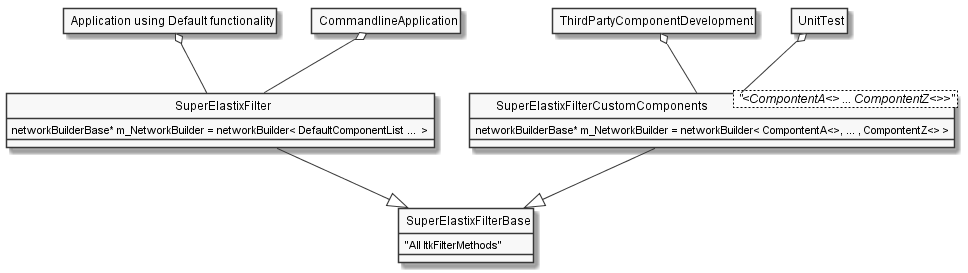 Application using Default functionality
CommandlineApplication
ThirdPartyComponentDevelopment
UnitTest
SuperElastixFilter
networkBuilderBase* m_NetworkBuilder = networkBuilder< DefaultComponentList ... >
"<CompontentA<> ... CompontentZ<>>"
SuperElastixFilterCustomComponents
networkBuilderBase* m_NetworkBuilder = networkBuilder< CompontentA<>, ... , CompontentZ<> >
SuperElastixFilterBase
"All ItkFilterMethods"